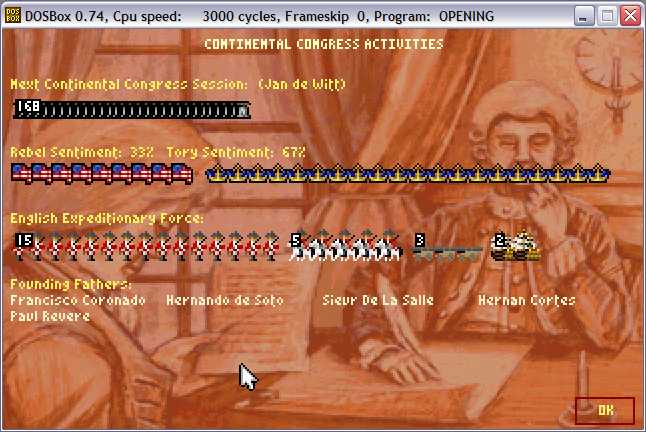 DOSBox 0.74, Cpu speed: 3000 cycles, Frameskip 0, Program: OPENING
CONTINENTAL CONGRESS ACTIVITIES
Next Continental Congress Session: (Jan de Witt)
168
Rebel Sentiment: 33% Tory Sentiment: 67%
English Expeditionary Force:
15 5 3 2
Founding Fathers:
Francisco Coronado Hernando de Soto Sieur De La Salle Hernan Cortes
Paul Revere
OK